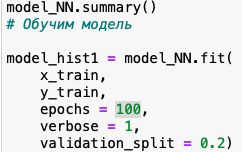 model_NN.summary()
# Обучим модель
model_hist1 = model_NN.fit(
x_train,
y_train,
epochs = 100,
verbose = 1,
validation_split = 0.2)